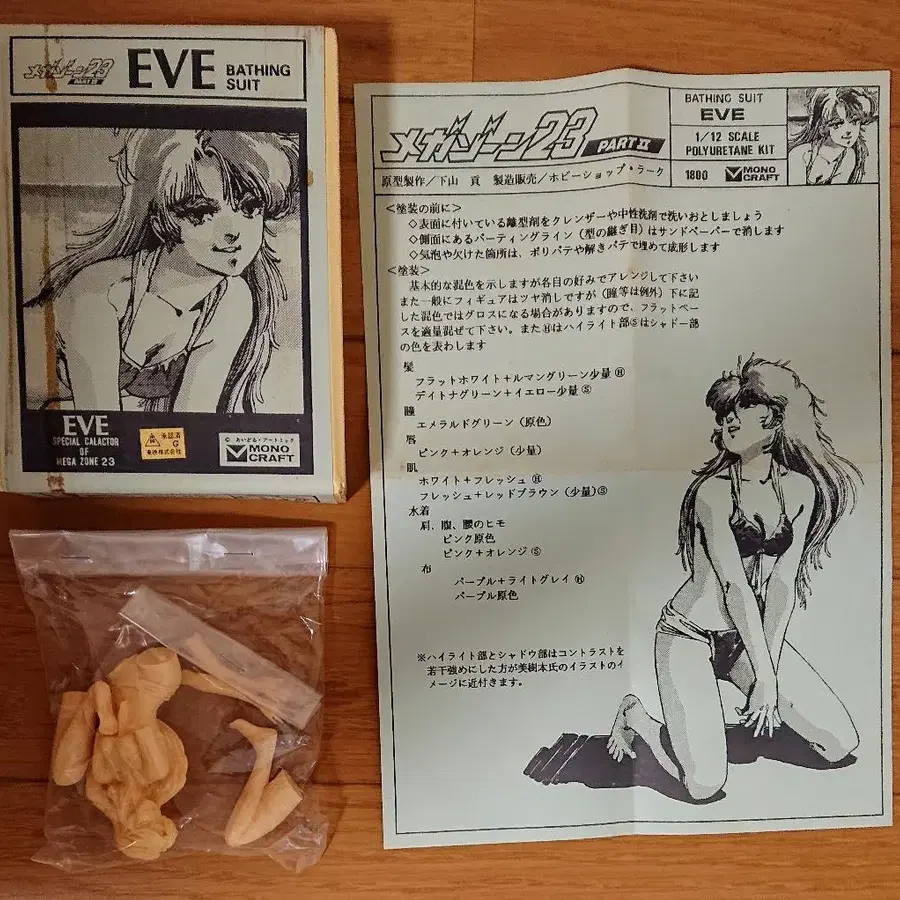 メガゾーン23
PART II
EVE
BATHING
SUIT
EVE
SPECIAL CALACTOR
OF
MEGA ZONE 23
承認済
G
東映株式会社
© あいどる・アートミック
MONO
CRAFT
メガゾーン23 PART II
BATHING SUIT
EVE
1/12 SCALE
POLYURETANE KIT
1800 MONO CRAFT
原型製作/下山 貢 製造販売/ホビーショップ・ラーク
<塗装の前に>
◇表面に付いている離型剤をクレンザーや中性洗剤で洗いおとしましょう
◇側面にあるパーティングライン(型の継ぎ目)はサンドペーパーで消します
◇気泡や欠けた箇所は、ポリパテや解きパテで埋めて成形します
<塗装>
基本的な混色を示しますが各自の好みでアレンジして下さい
また一般にフィギュアはツヤ消しですが(瞳等は例外)下に記
した混色ではグロスになる場合がありますので、フラットベー
スを適量混ぜて下さい。またⒽはハイライト部Ⓢはシャドー部
の色を表わします
髪
フラットホワイト+ルマングリーン少量 Ⓗ
デイトナグリーン+イエロー少量 Ⓢ
瞳
エメラルドグリーン(原色)
唇
ピンク+オレンジ(少量)
肌
ホワイト+フレッシュ Ⓗ
フレッシュ+レッドブラウン(少量)Ⓢ
水着
肩、腹、腰のヒモ
ピンク原色
ピンク+オレンジ Ⓢ
布
パープル+ライトグレイ Ⓗ
パープル原色
※ハイライト部とシャドウ部はコントラストを
若干強めにした方が美樹本氏のイラストのイ
メージに近付きます。